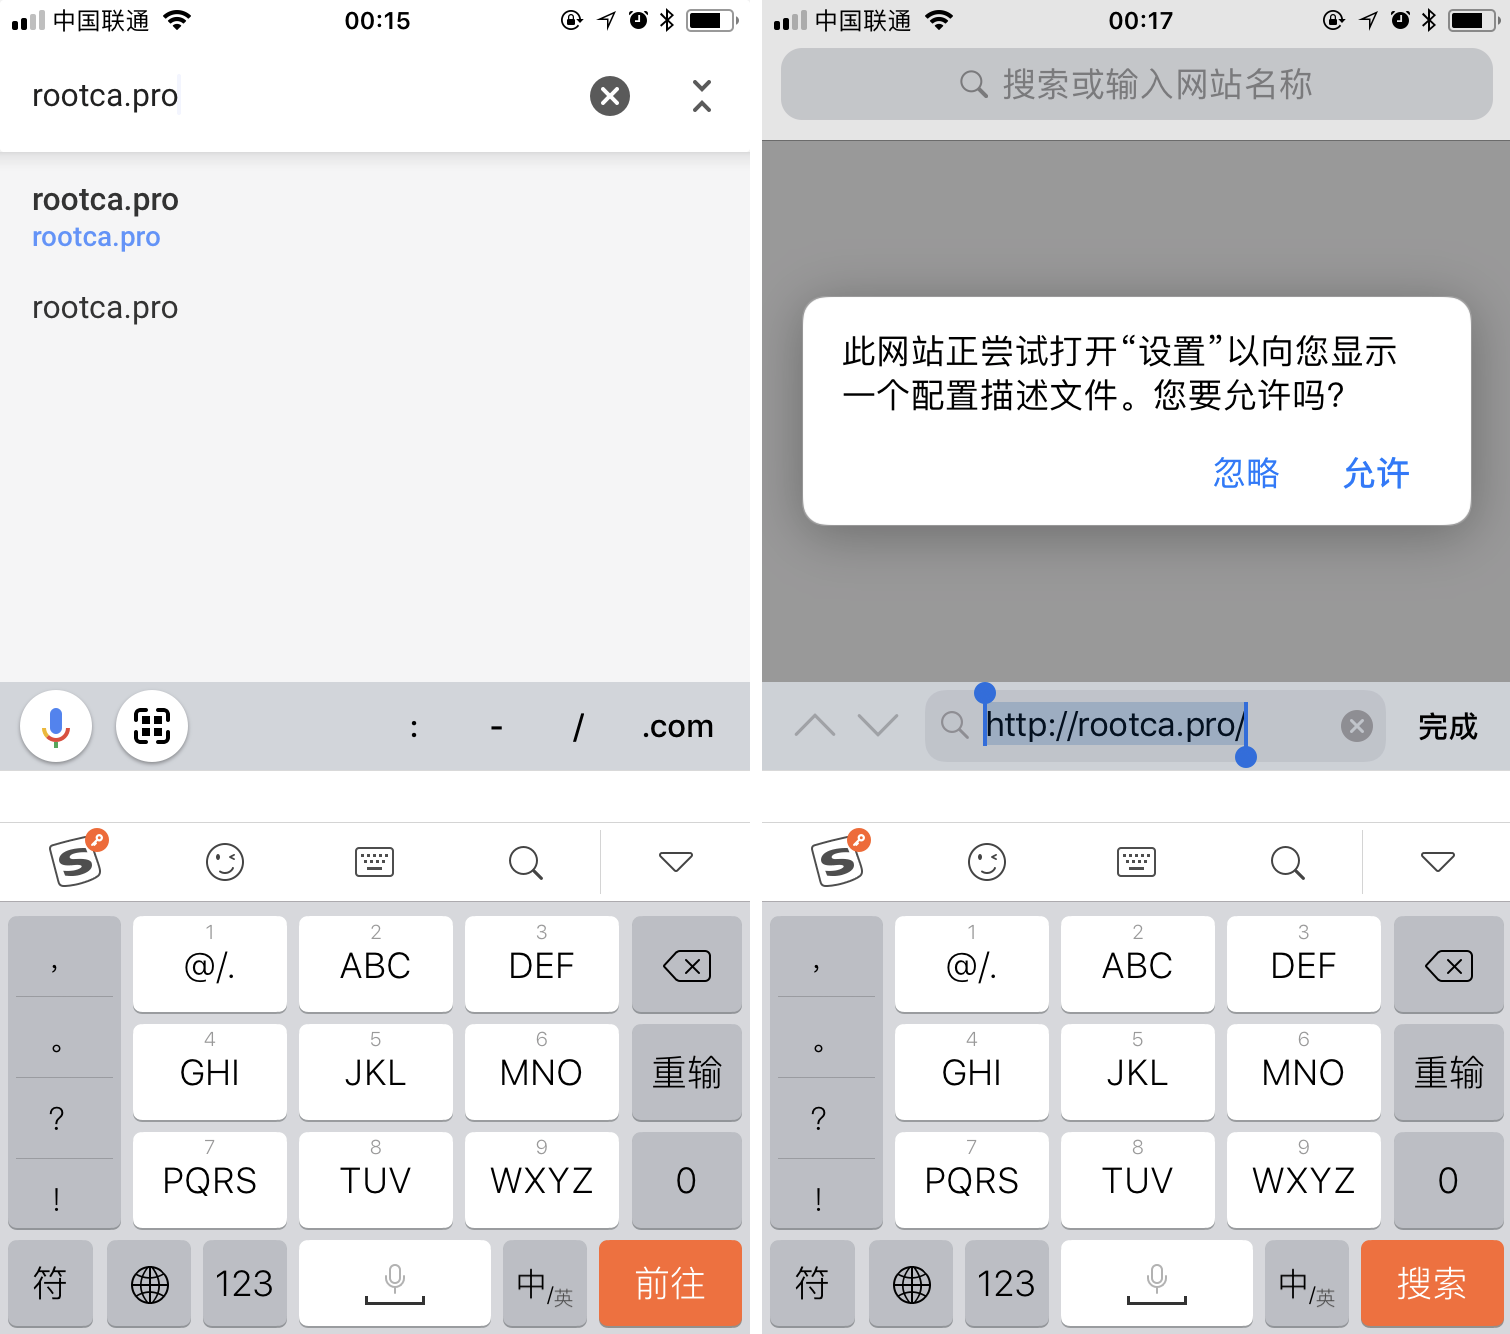 中国联通
00:15
rootca.pro
rootca.pro
rootca.pro
rootca.pro
: - / .com
,
。
?
!
1
@/.
2
ABC
3
DEF
4
GHI
5
JKL
6
MNO
重输
7
PQRS
8
TUV
9
WXYZ
0
符
123
中/英
前往
中国联通
00:17
搜索或输入网站名称
此网站正尝试打开“设置”以向您显示
一个配置描述文件。您要允许吗?
忽略 允许
http://rootca.pro/
完成
,
。
?
!
1
@/.
2
ABC
3
DEF
4
GHI
5
JKL
6
MNO
重输
7
PQRS
8
TUV
9
WXYZ
0
符
123
中/英
搜索